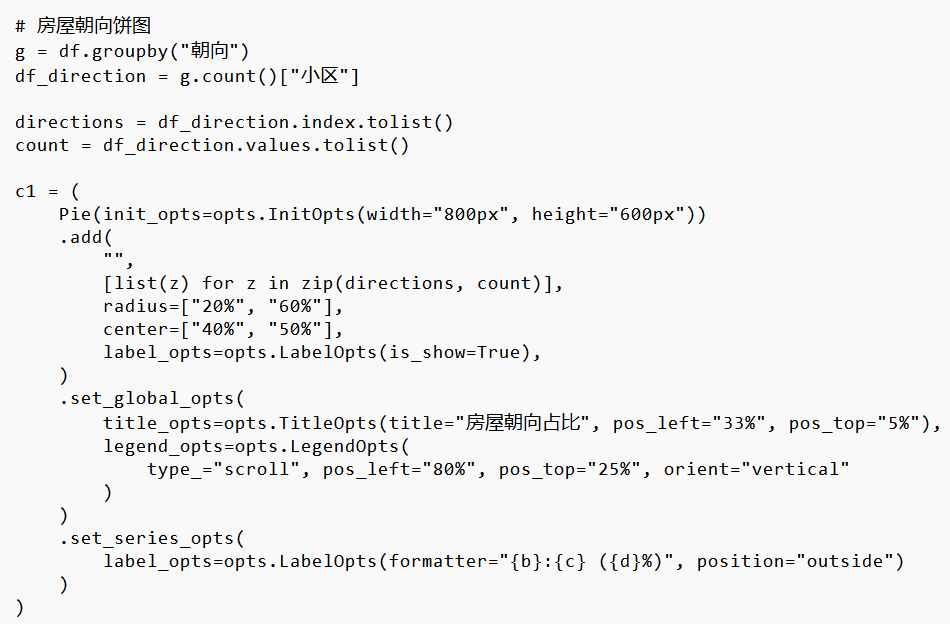 # 房屋朝向饼图
g = df.groupby("朝向")
df_direction = g.count()["小区"]
directions = df_direction.index.tolist()
count = df_direction.values.tolist()
c1 = (
    Pie(init_opts=opts.InitOpts(width="800px", height="600px"))
    .add(
        "",
        [list(z) for z in zip(directions, count)],
        radius=["20%", "60%"],
        center=["40%", "50%"],
        label_opts=opts.LabelOpts(is_show=True),
    )
    .set_global_opts(
        title_opts=opts.TitleOpts(title="房屋朝向占比", pos_left="33%", pos_top="5%"),
        legend_opts=opts.LegendOpts(
            type_="scroll", pos_left="80%", pos_top="25%", orient="vertical"
        )
    )
    .set_series_opts(
        label_opts=opts.LabelOpts(formatter="{b}:{c} ({d}%)", position="outside")
    )
)